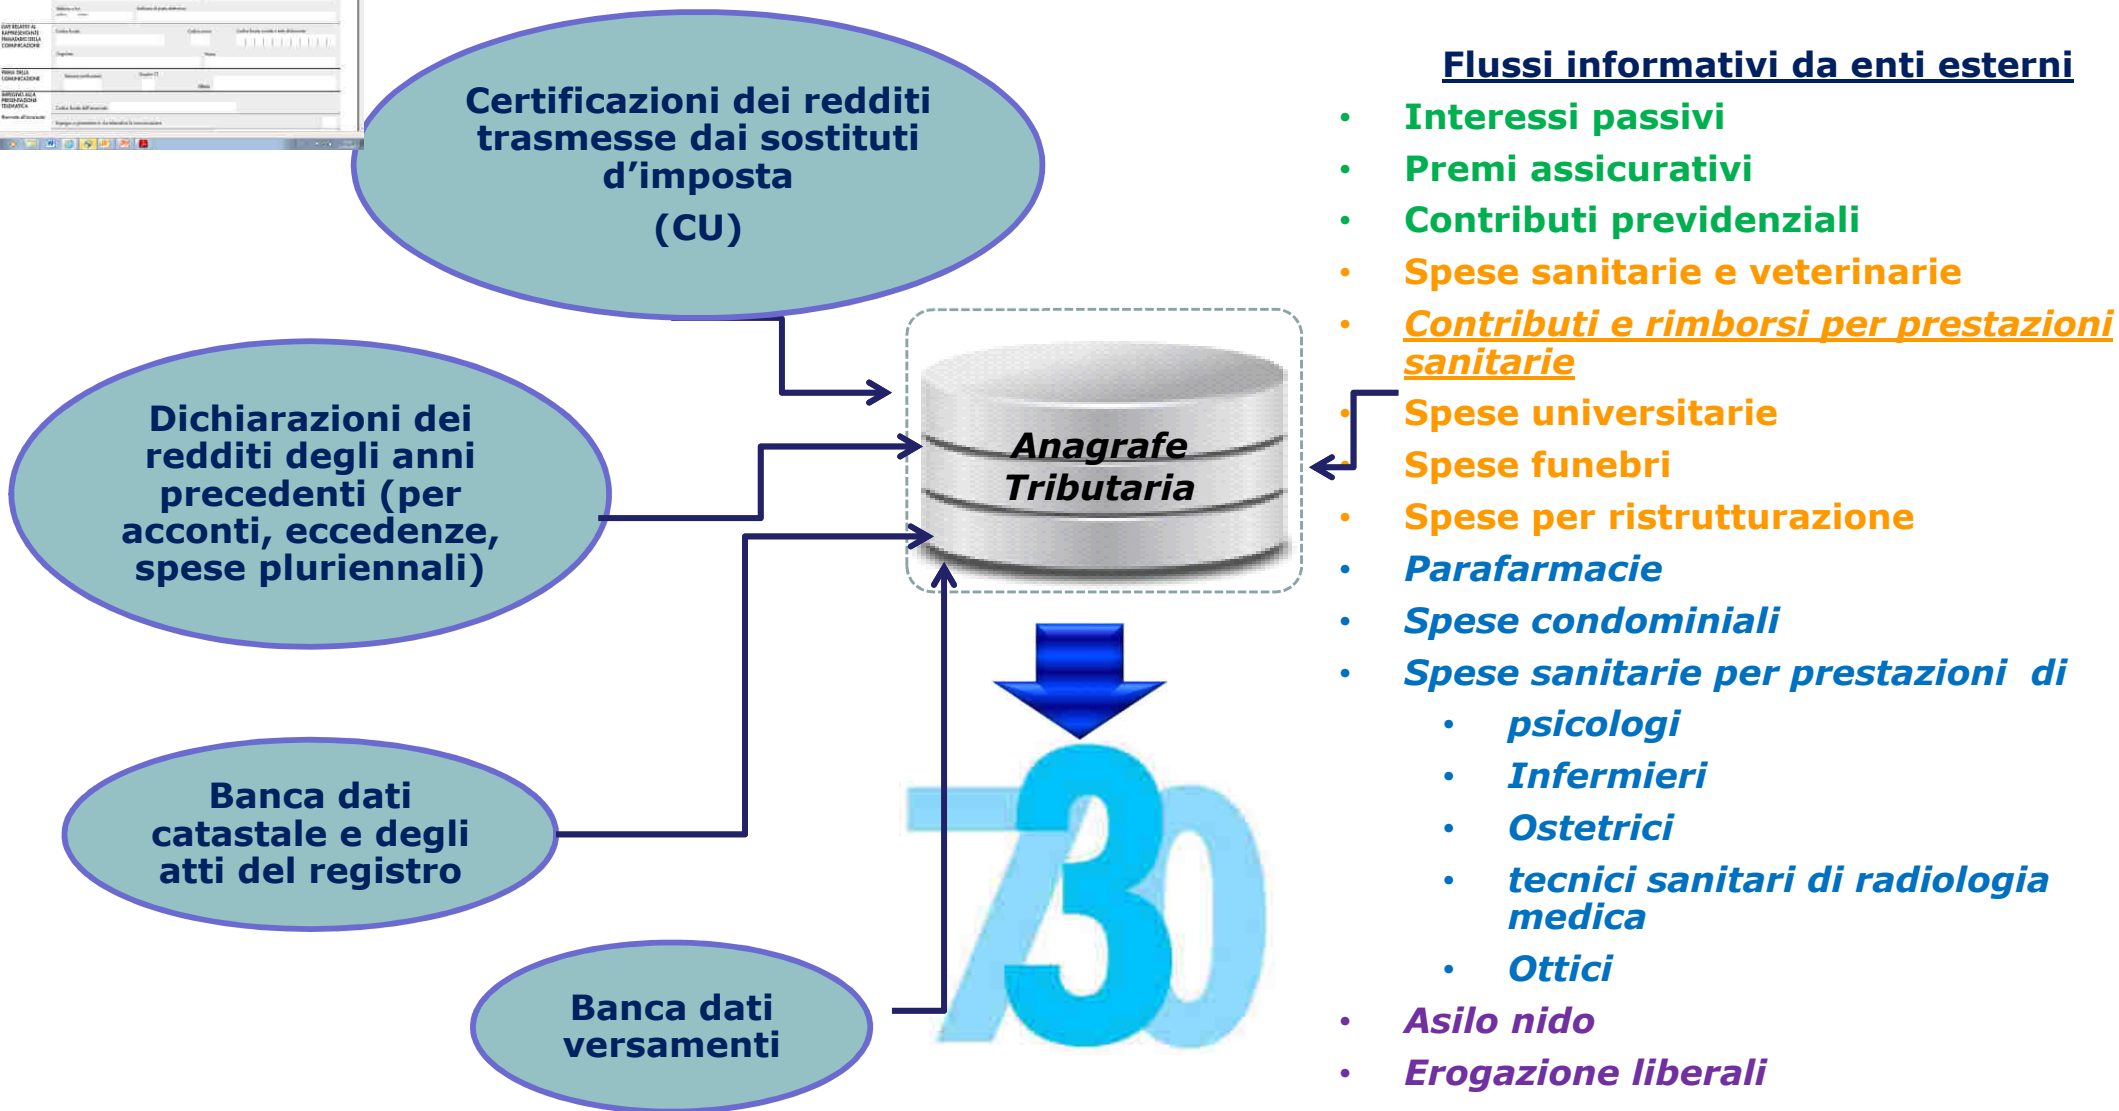 Certificazioni dei redditi
trasmesse dai sostituti
d’imposta
(CU)
Dichiarazioni dei
redditi degli anni
precedenti (per
acconti, eccedenze,
spese pluriennali)
Banca dati
catastale e degli
atti del registro
Banca dati
versamenti
Anagrafe
Tributaria
730
Flussi informativi da enti esterni
• Interessi passivi
• Premi assicurativi
• Contributi previdenziali
• Spese sanitarie e veterinarie
• Contributi e rimborsi per prestazioni
sanitarie
• Spese universitarie
• Spese funebri
• Spese per ristrutturazione
• Parafarmacie
• Spese condominiali
• Spese sanitarie per prestazioni di
• psicologi
• Infermieri
• Ostetrici
• tecnici sanitari di radiologia
medica
• Ottici
• Asilo nido
• Erogazione liberali